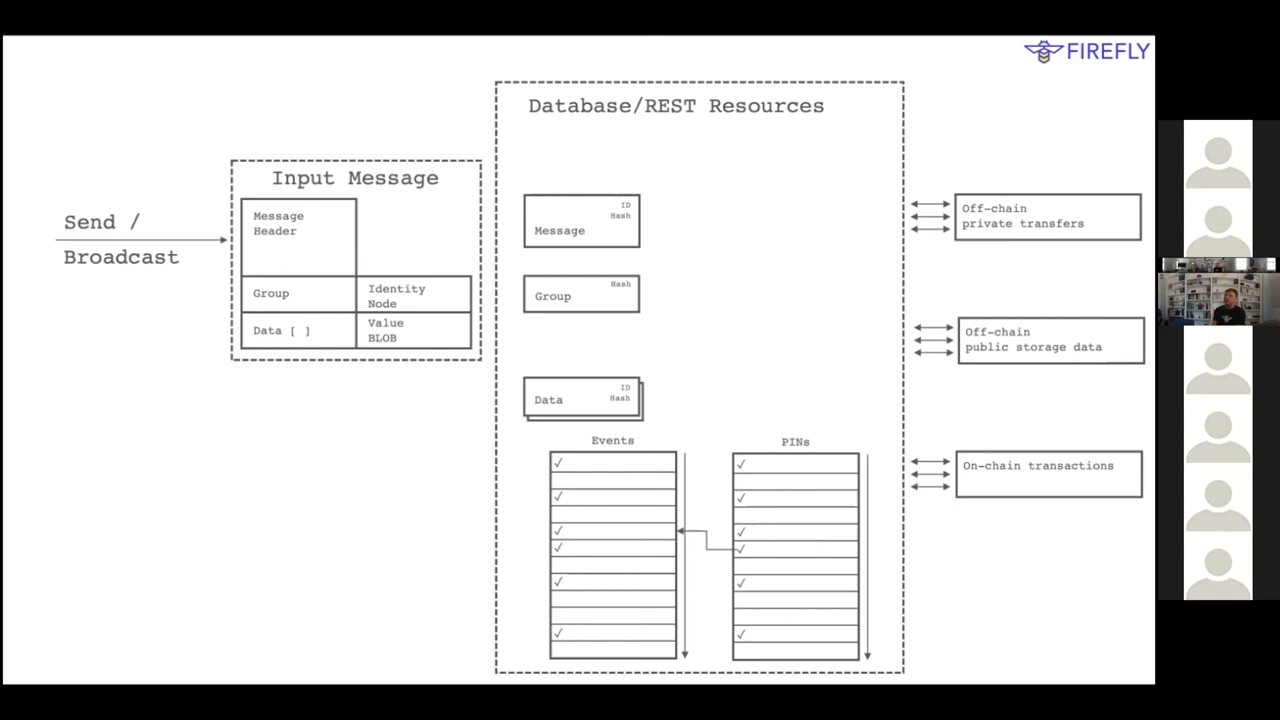 FIREFLY
Database/REST Resources
Input Message
Send /
Broadcast
Message
Header
Group
Identity
Node
Data [ ]
Value
BLOB
ID
Hash
Message
Hash
Group
ID
Hash
Data
Events
PINs
Off-chain
private transfers
Off-chain
public storage data
On-chain transactions